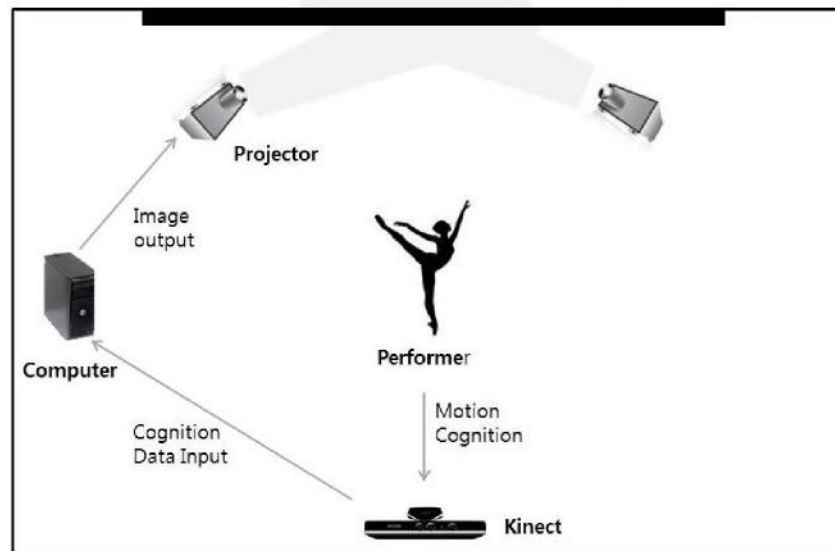 Projector
Image
output
Computer
Performer
Motion
Cognition
Cognition
Data Input
Kinect